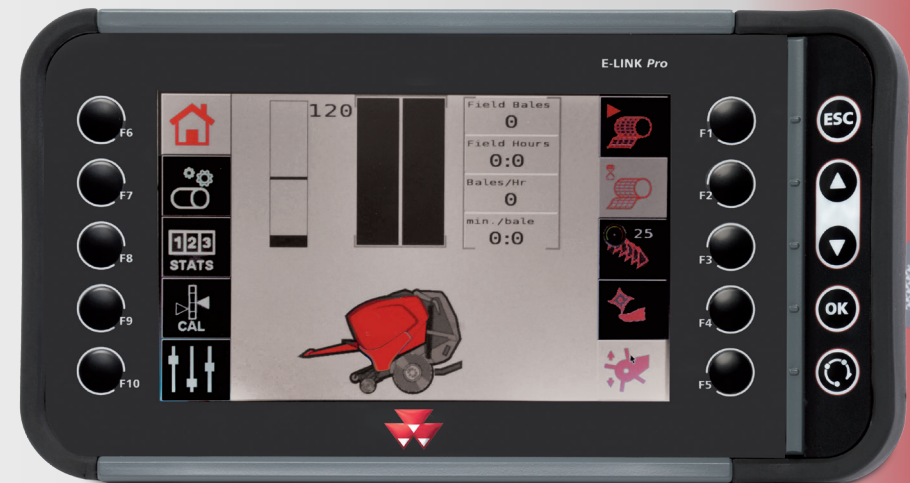 E-LINK Pro
120
Field Bales
0
Field Hours
0:0
Bales/Hr
0
min./bale
0:0
25
123
STATS
CAL
F6
F7
F8
F9
F10
F1
F2
F3
F4
F5
ESC
OK